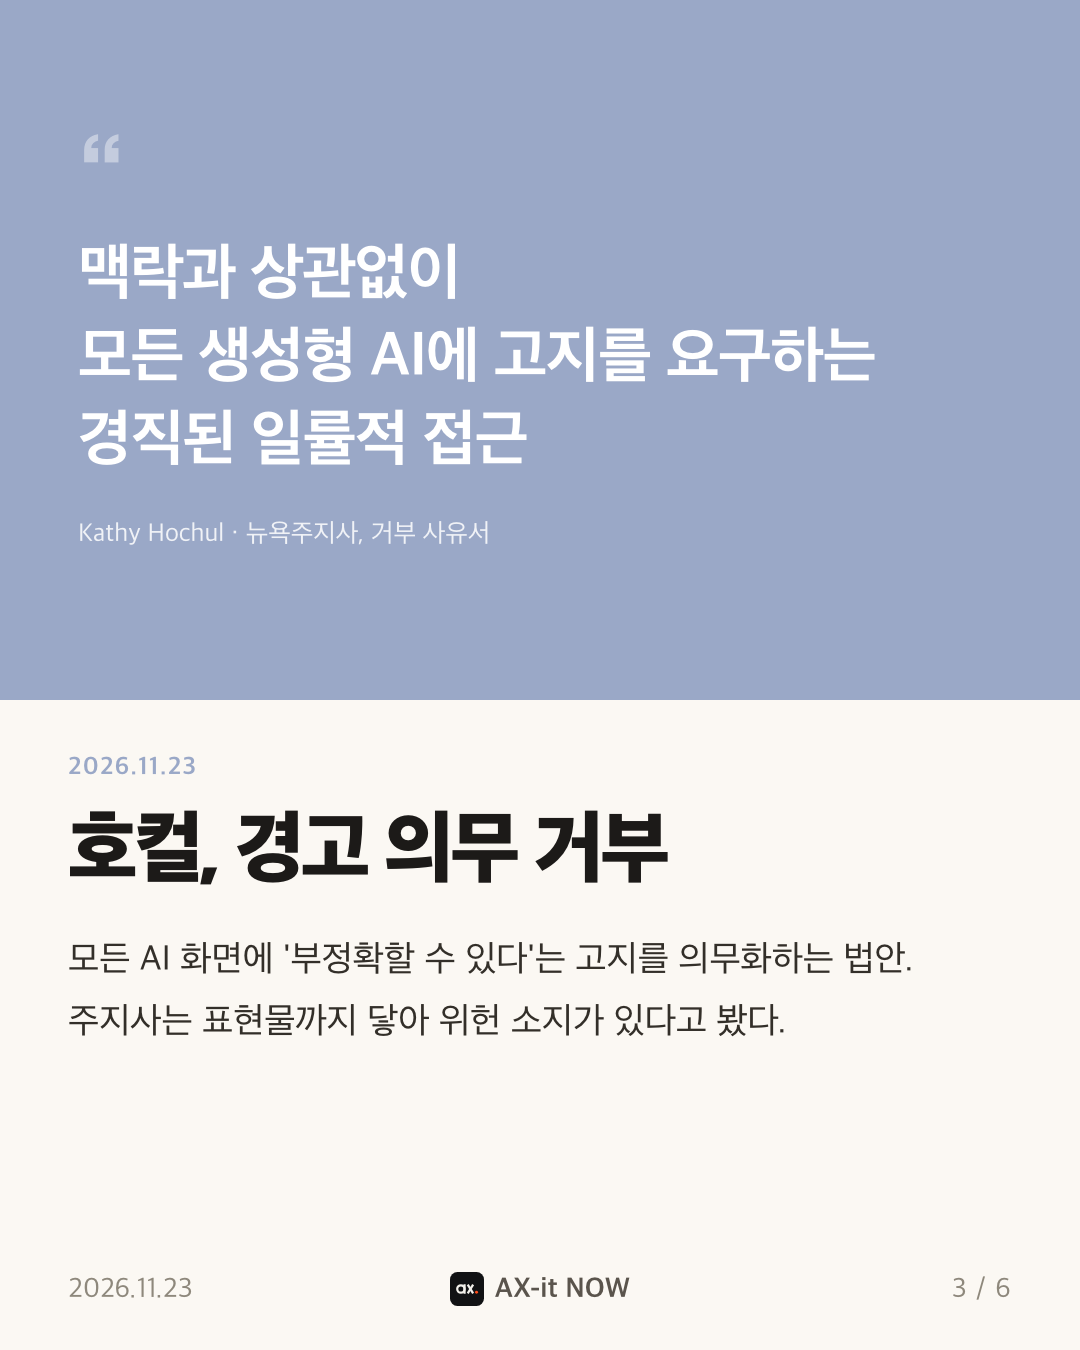 “
맥락과 상관없이
모든 생성형 AI에 고지를 요구하는
경직된 일률적 접근
Kathy Hochul · 뉴욕주지사, 거부 사유서
2026.11.23
호컬, 경고 의무 거부
모든 AI 화면에 '부정확할 수 있다'는 고지를 의무화하는 법안.
주지사는 표현물까지 닿아 위헌 소지가 있다고 봤다.
2026.11.23
ax. AX-it NOW
3 / 6